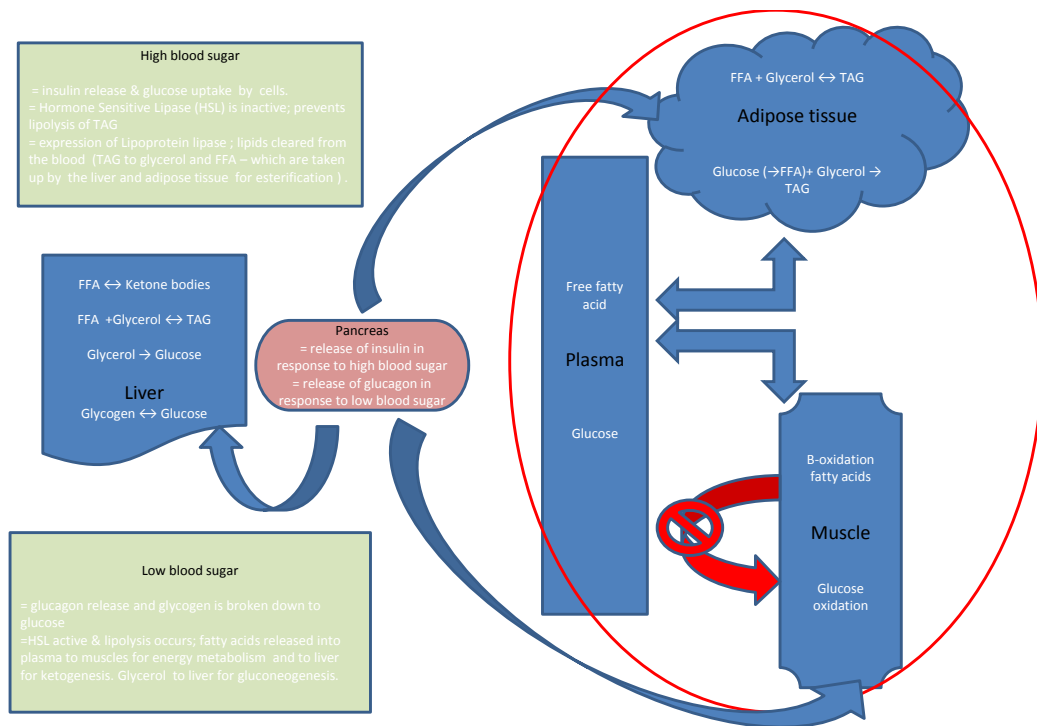 High blood sugar
= insulin release & glucose uptake by cells.
= Hormone Sensitive Lipase (HSL) is inactive; prevents
lipolysis of TAG
= expression of Lipoprotein lipase ; lipids cleared from
the blood (TAG to glycerol and FFA – which are taken
up by the liver and adipose tissue for esterification ) .
FFA + Glycerol ↔ TAG
Adipose tissue
Glucose (→FFA)+ Glycerol →
TAG
FFA ↔ Ketone bodies
FFA +Glycerol ↔ TAG
Glycerol → Glucose
Liver
Glycogen ↔ Glucose
Pancreas
= release of insulin in
response to high blood sugar
= release of glucagon in
response to low blood sugar
Free fatty
acid
Plasma
Glucose
B-oxidation
fatty acids
Muscle
Glucose
oxidation
Low blood sugar
= glucagon release and glycogen is broken down to
glucose
=HSL active & lipolysis occurs; fatty acids released into
plasma to muscles for energy metabolism and to liver
for ketogenesis. Glycerol to liver for gluconeogenesis.